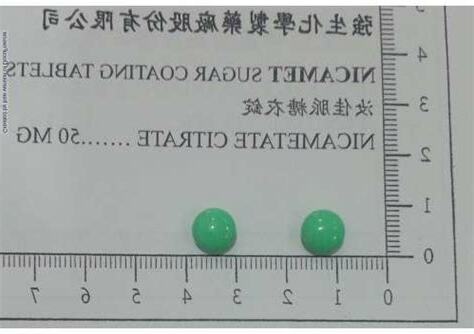 強生化學製藥廠股份有限公司
NICAMET SUGAR COATING TABLETS
汝佳脈糖衣錠
NICAMETATE CITRATE .......50 MG
5
4
3
2
1
0
0 1 2 3 4 5 6 7